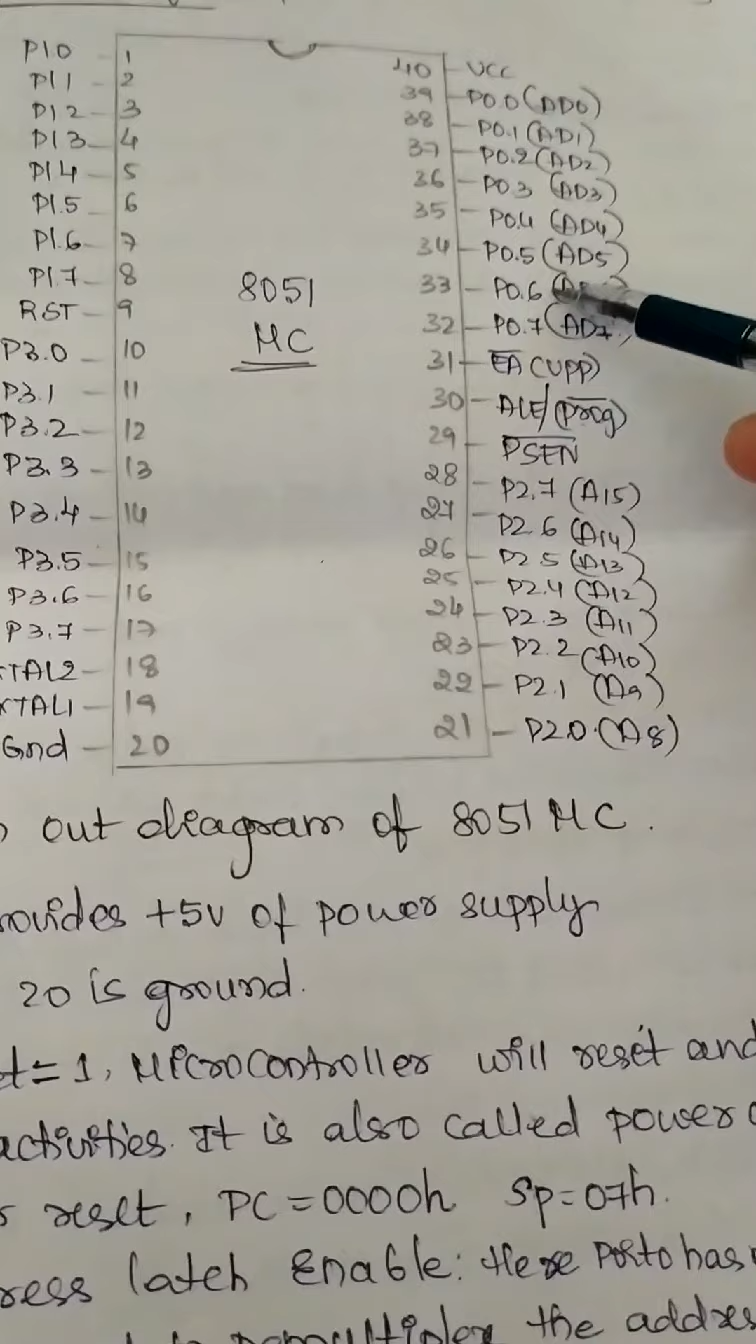 P1.0 1
P1.1 2
P1.2 3
P1.3 4
P1.4 5
P1.5 6
P1.6 7
P1.7 8
RST 9
P3.0 10
P3.1 11
P3.2 12
P3.3 13
P3.4 14
P3.5 15
P3.6 16
P3.7 17
XTAL2 18
XTAL1 19
Gnd 20
8051
MC
40 VCC
39 P0.0 (AD0)
38 P0.1 (AD1)
37 P0.2 (AD2)
36 P0.3 (AD3)
35 P0.4 (AD4)
34 P0.5 (AD5)
33 P0.6
32 P0.7 (AD7)
31 EA (VPP)
30 ALE/(Prog)
29 PSEN
28 P2.7 (A15)
27 P2.6 (A14)
26 P2.5 (A13)
25 P2.4 (A12)
24 P2.3 (A11)
23 P2.2 (A10)
22 P2.1 (A9)
21 P2.0 (A8)
out diagram of 8051 MC.
provides +5v of power supply
20 is ground.
=1, Microcontroller will reset and
activities. It is also called power
reset, PC=0000h SP=07h.
ress latch Enable: Here Port0 has
the addre